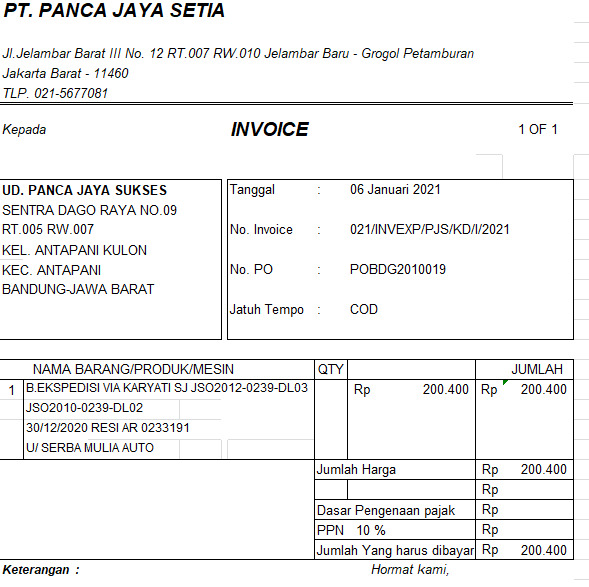 PT. PANCA JAYA SETIA
Jl.Jelambar Barat III No. 12 RT.007 RW.010 Jelambar Baru - Grogol Petamburan
Jakarta Barat - 11460
TLP. 021-5677081
Kepada INVOICE 1 OF 1
UD. PANCA JAYA SUKSES
SENTRA DAGO RAYA NO.09
RT.005 RW.007
KEL. ANTAPANI KULON
KEC. ANTAPANI
BANDUNG-JAWA BARAT
Tanggal : 06 Januari 2021
No. Invoice : 021/INVEXP/PJS/KD/I/2021
No. PO : POBDG2010019
Jatuh Tempo : COD
NAMA BARANG/PRODUK/MESIN QTY JUMLAH
1 B.EKSPEDISI VIA KARYATI SJ JSO2012-0239-DL03 Rp 200.400 Rp 200.400
JSO2010-0239-DL02
30/12/2020 RESI AR 0233191
U/ SERBA MULIA AUTO
Jumlah Harga Rp 200.400
Rp
Dasar Pengenaan pajak Rp
PPN 10 % Rp
Jumlah Yang harus dibayar Rp 200.400
Keterangan : Hormat kami,